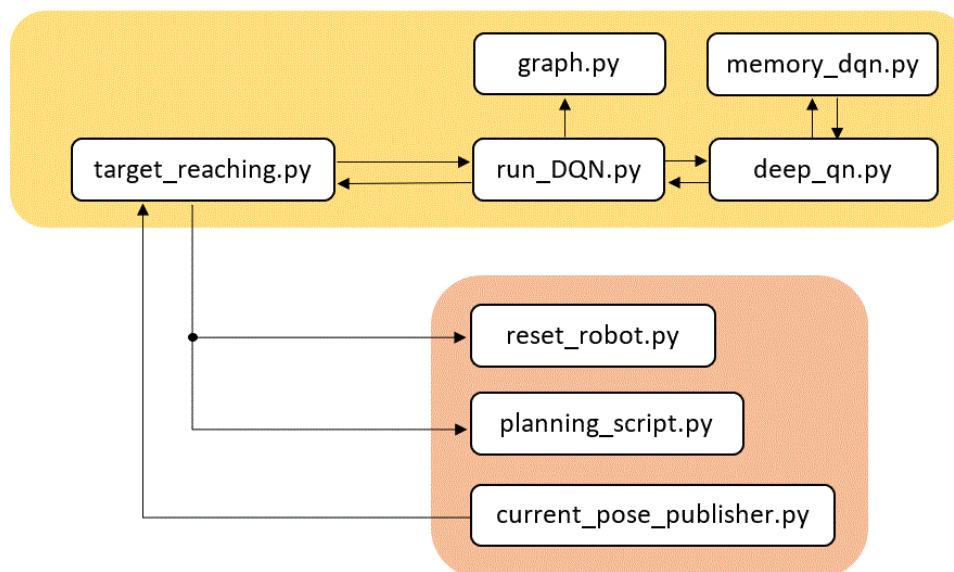 graph.py
memory_dqn.py
target_reaching.py
run_DQN.py
deep_qn.py
reset_robot.py
planning_script.py
current_pose_publisher.py